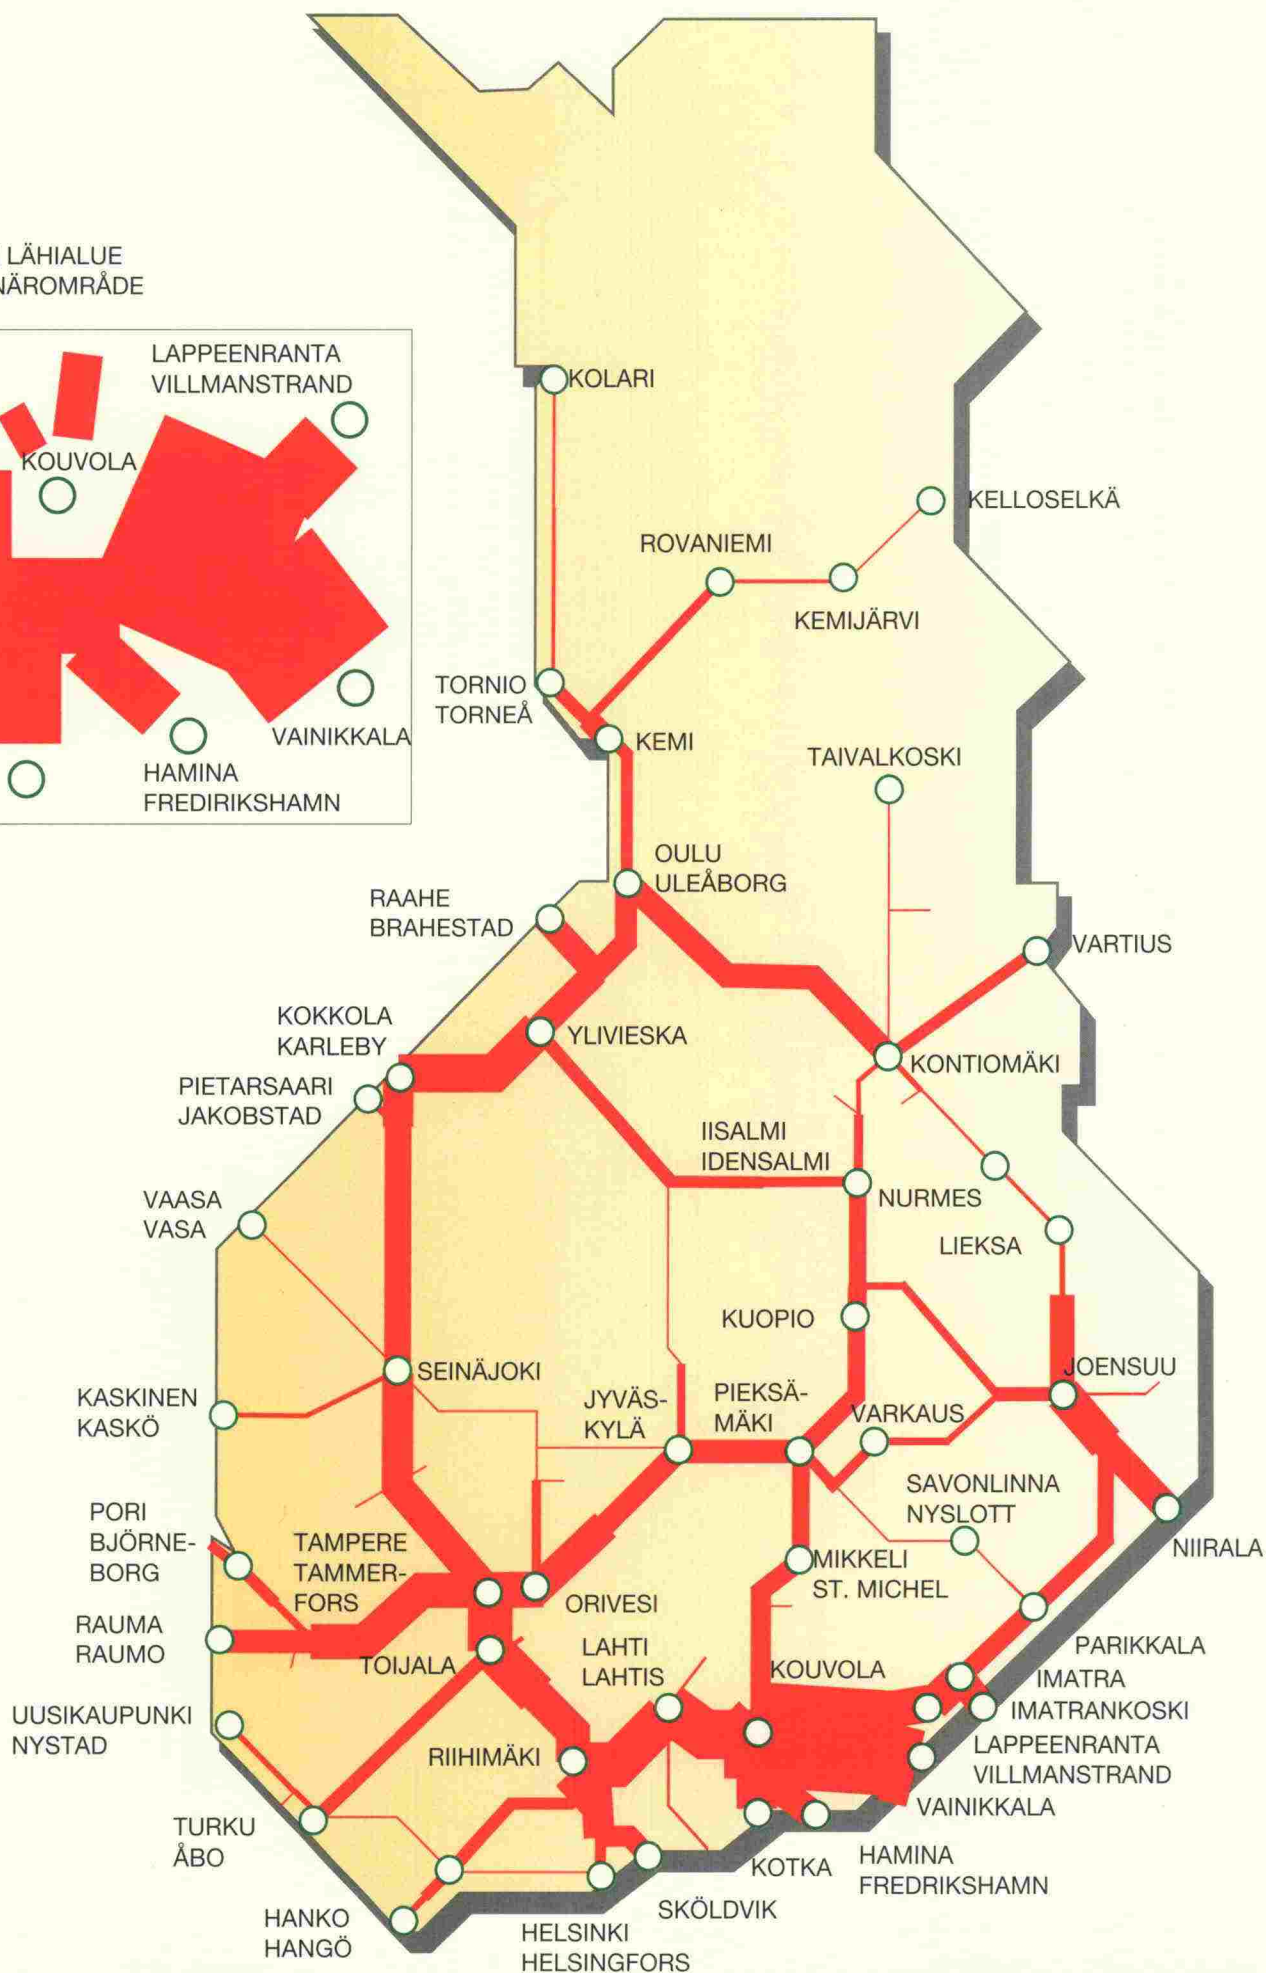 LÄHIALUE
NÄROMRÅDE
LAPPEENRANTA
VILLMANSTRAND
KOUVOLA
VAINIKKALA
HAMINA
FREDIRIKSHAMN
KOLARI
KELLOSELKÄ
ROVANIEMI
KEMIJÄRVI
TORNIO
TORNEÅ
KEMI
TAIVALKOSKI
OULU
ULEÅBORG
RAAHE
BRAHESTAD
VARTIUS
KOKKOLA
KARLEBY
YLIVIESKA
KONTIOMÄKI
PIETARSAARI
JAKOBSTAD
IISALMI
IDENSALMI
NURMES
VAASA
VASA
LIEKSA
KUOPIO
SEINÄJOKI
JOENSUU
KASKINEN
KASKÖ
JYVÄS-
KYLÄ
PIEKSÄ-
MÄKI
VARKAUS
SAVONLINNA
NYSLOTT
PORI
BJÖRNE-
BORG
TAMPERE
TAMMER-
FORS
NIIRALA
MIKKELI
ST. MICHEL
ORIVESI
RAUMA
RAUMO
TOIJALA
LAHTI
LAHTIS
KOUVOLA
PARIKKALA
IMATRA
IMATRANKOSKI
UUSIKAUPUNKI
NYSTAD
RIIHIMÄKI
LAPPEENRANTA
VILLMANSTRAND
VAINIKKALA
TURKU
ÅBO
KOTKA
HAMINA
FREDRIKSHAMN
SKÖLDVIK
HANKO
HANGÖ
HELSINKI
HELSINGFORS